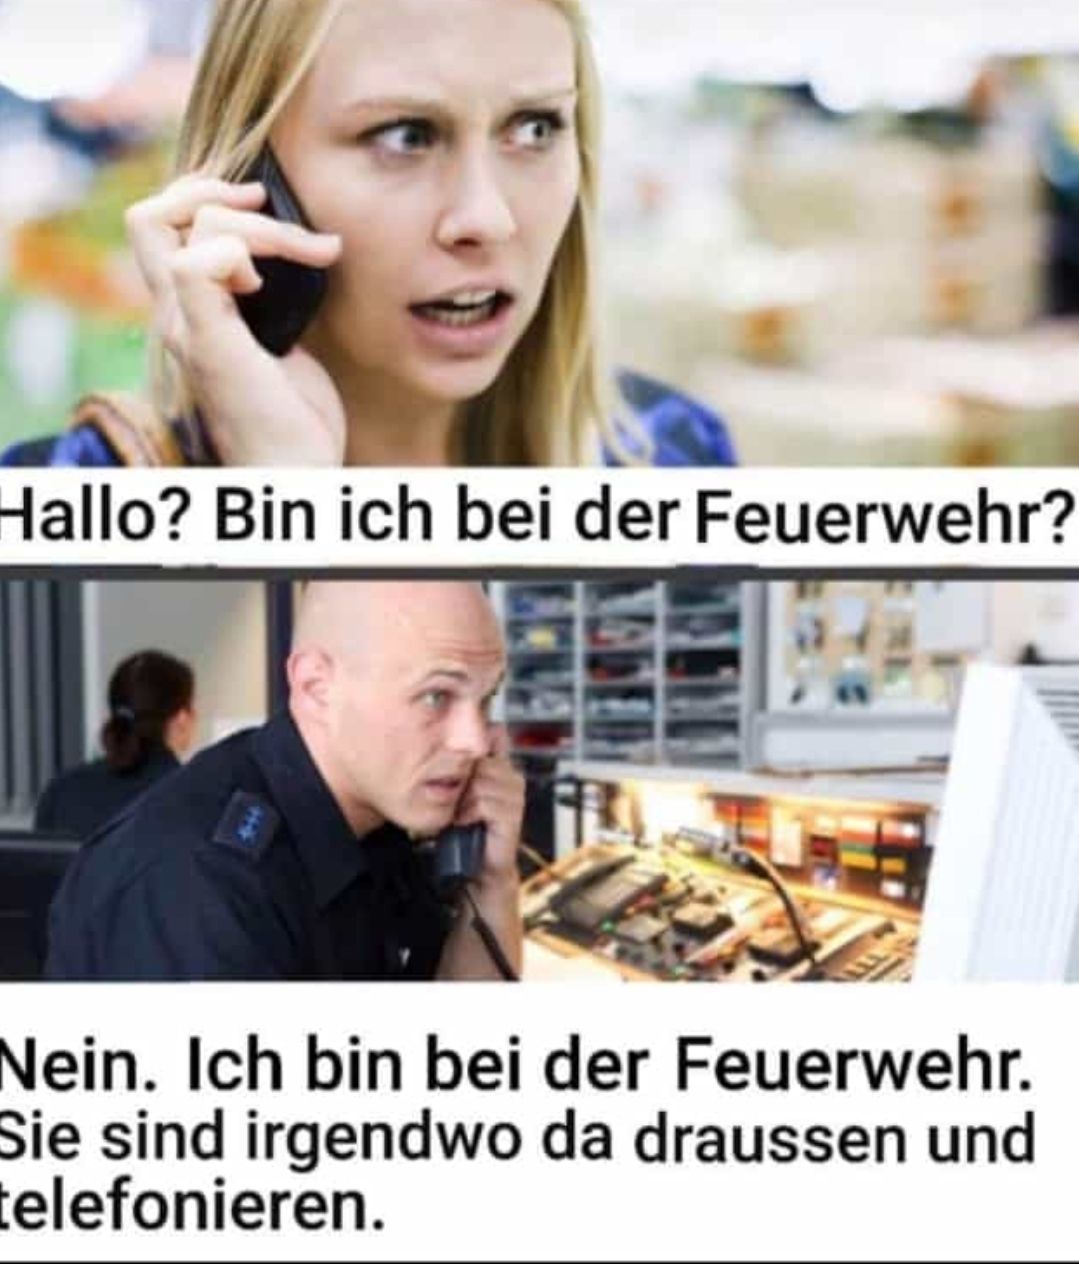 Hallo? Bin ich bei der Feuerwehr?
Nein. Ich bin bei der Feuerwehr.
Sie sind irgendwo da draussen und
telefonieren.